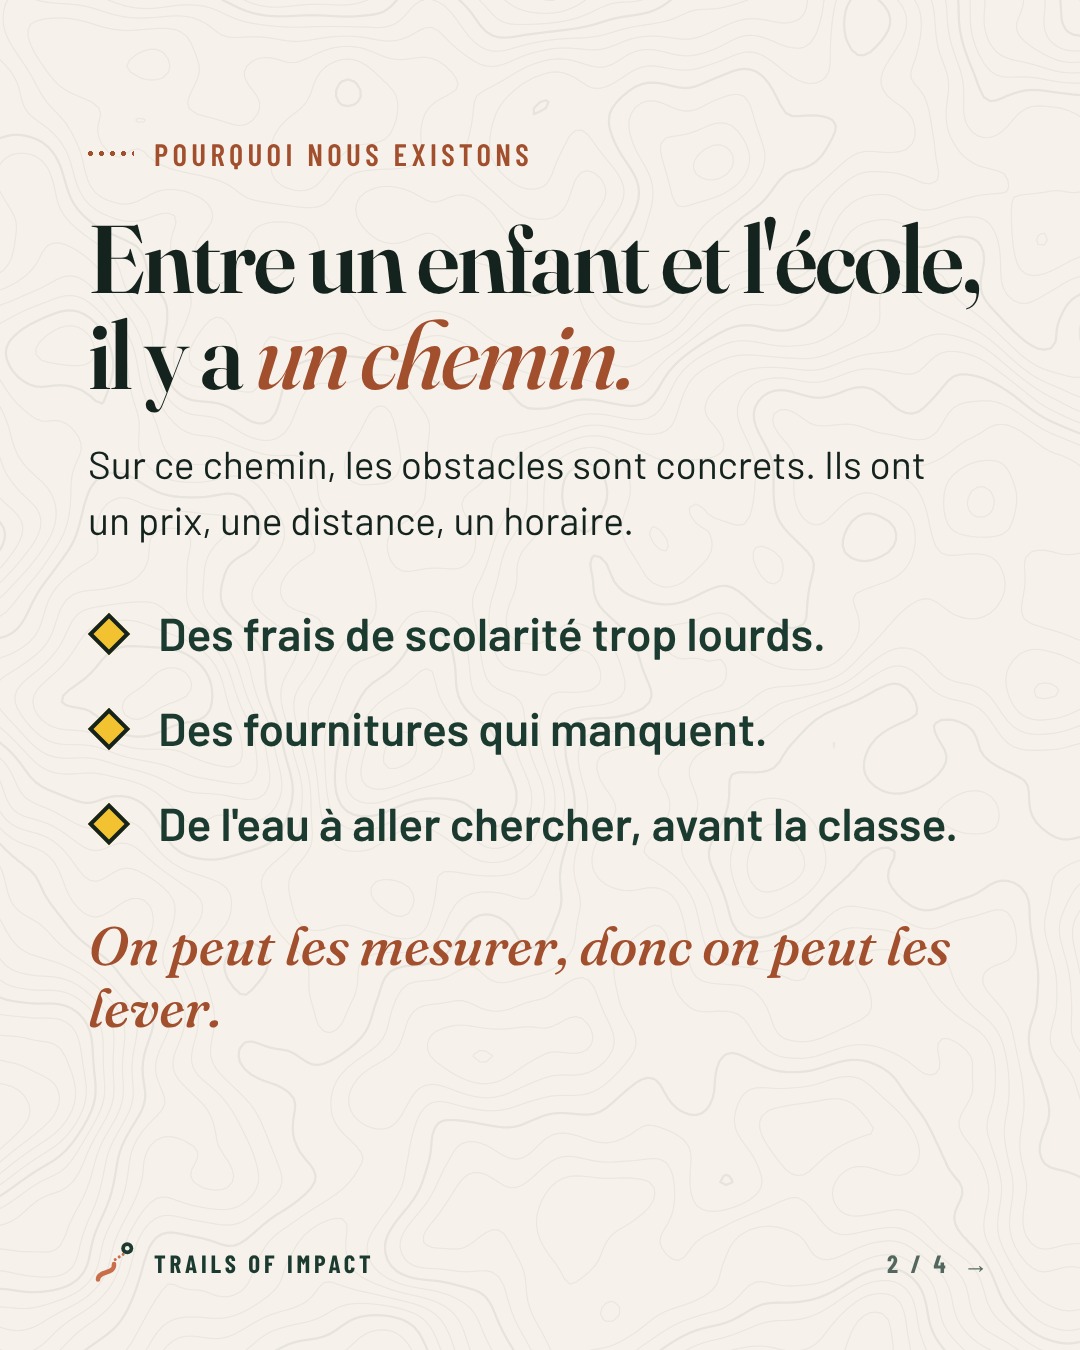 POURQUOI NOUS EXISTONS
Entre un enfant et l'école,
il y a un chemin.
Sur ce chemin, les obstacles sont concrets. Ils ont
un prix, une distance, un horaire.
Des frais de scolarité trop lourds.
Des fournitures qui manquent.
De l'eau à aller chercher, avant la classe.
On peut les mesurer, donc on peut les
lever.
TRAILS OF IMPACT
2 / 4 →